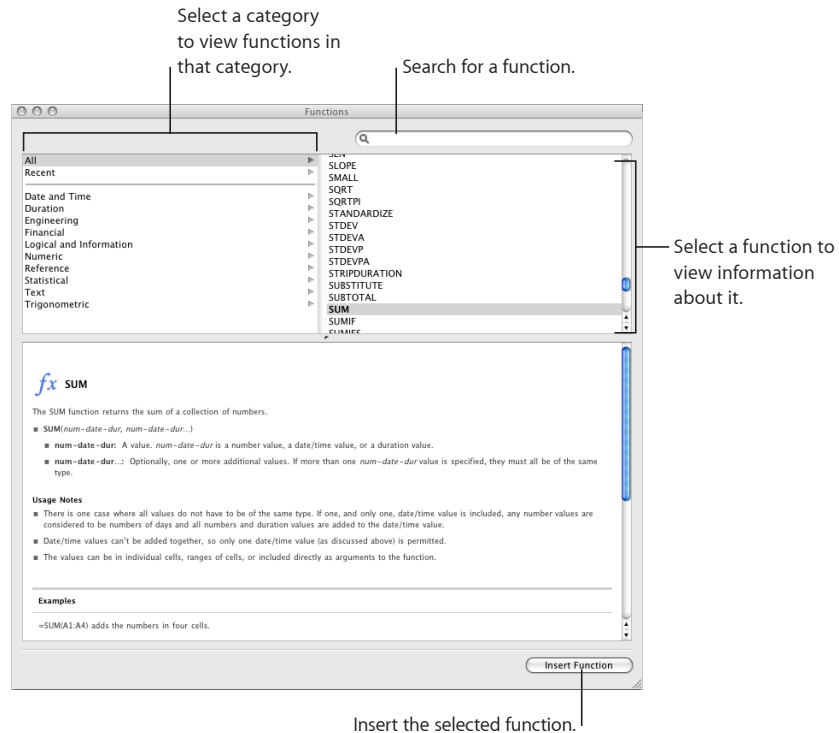 Select a category
to view functions in
that category.
Search for a function.
Functions
All
Recent
Date and Time
Duration
Engineering
Financial
Logical and Information
Numeric
Reference
Statistical
Text
Trigonometric
SLOPE
SMALL
SQRT
SQRTPI
STANDARDIZE
STDEV
STDEVA
STDEVP
STDEVPA
STRIPDURATION
SUBSTITUTE
SUBTOTAL
SUM
SUMIF
SUMIFS
Select a function to
view information
about it.
fx SUM
The SUM function returns the sum of a collection of numbers.
■ SUM(num-date-dur, num-date-dur...)
■ num-date-dur: A value. num-date-dur is a number value, a date/time value, or a duration value.
■ num-date-dur...: Optionally, one or more additional values. If more than one num-date-dur value is specified, they must all be of the same
type.
Usage Notes
■ There is one case where all values do not have to be of the same type. If one, and only one, date/time value is included, any number values are
considered to be numbers of days and all numbers and duration values are added to the date/time value.
■ Date/time values can't be added together, so only one date/time value (as discussed above) is permitted.
■ The values can be in individual cells, ranges of cells, or included directly as arguments to the function.
Examples
=SUM(A1:A4) adds the numbers in four cells.
Insert Function
Insert the selected function.